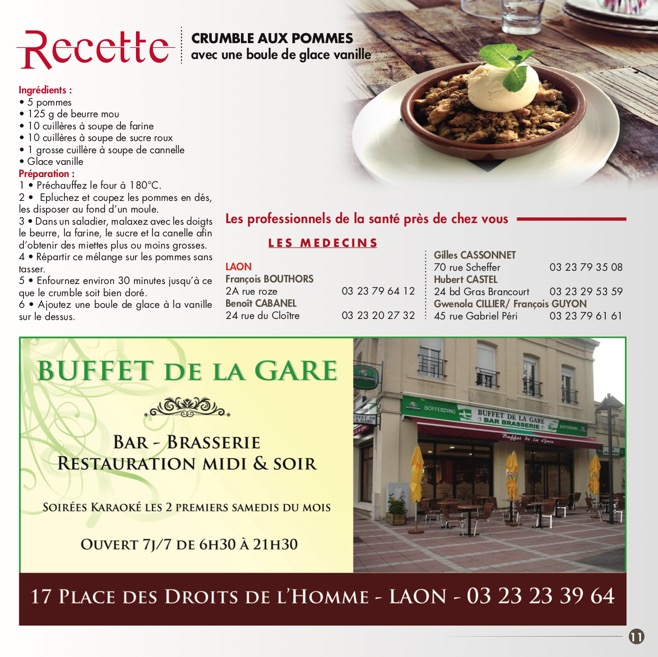 Recette
CRUMBLE AUX POMMES
avec une boule de glace vanille
Ingrédients :
• 5 pommes
• 125 g de beurre mou
• 10 cuillères à soupe de farine
• 10 cuillères à soupe de sucre roux
• 1 grosse cuillère à soupe de cannelle
• Glace vanille
Préparation :
1 • Préchauffez le four à 180°C.
2 • Epluchez et coupez les pommes en dés,
les disposer au fond d'un moule.
3 • Dans un saladier, malaxez avec les doigts
le beurre, la farine, le sucre et la canelle afin
d'obtenir des miettes plus ou moins grosses.
4 • Répartir ce mélange sur les pommes sans
tasser.
5 • Enfournez environ 30 minutes jusqu'à ce
que le crumble soit bien doré.
6 • Ajoutez une boule de glace à la vanille
sur le dessus.
Les professionnels de la santé près de chez vous
LES MEDECINS
LAON
François BOUTHORS
2A rue roze 03 23 79 64 12
Benoît CABANEL
24 rue du Cloître 03 23 20 27 32
Gilles CASSONNET
70 rue Scheffer 03 23 79 35 08
Hubert CASTEL
24 bd Gras Brancourt 03 23 29 53 59
Gwenola CILLIER/ François GUYON
45 rue Gabriel Péri 03 23 79 61 61
BUFFET DE LA GARE
BAR - BRASSERIE
RESTAURATION MIDI & SOIR
SOIRÉES KARAOKÉ LES 2 PREMIERS SAMEDIS DU MOIS
OUVERT 7J/7 DE 6H30 À 21H30
BOFFERDING
BUFFET DE LA GARE
BAR BRASSERIE
Buffet de la Gare
17 PLACE DES DROITS DE L'HOMME - LAON - 03 23 23 39 64
11